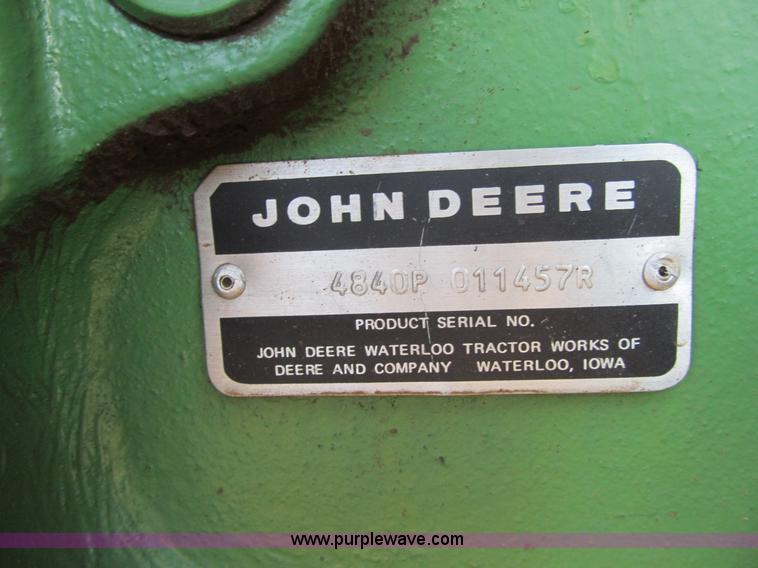 JOHN DEERE
4840P 011457R
PRODUCT SERIAL NO.
JOHN DEERE WATERLOO TRACTOR WORKS OF
DEERE AND COMPANY WATERLOO, IOWA
www.purplewave.com